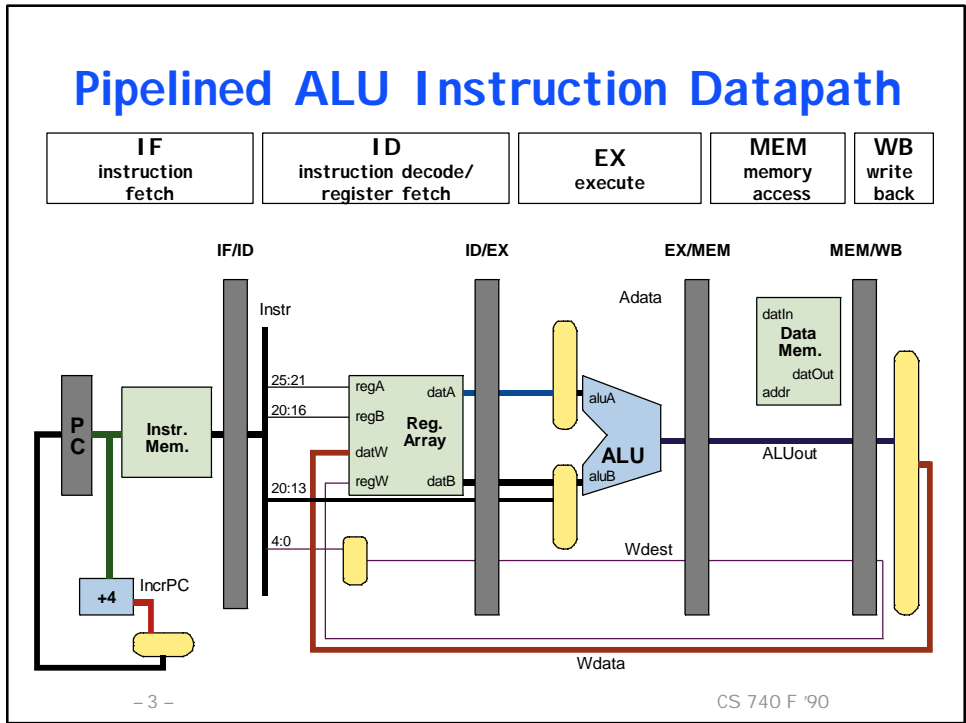 Pipelined ALU Instruction Datapath
IF
instruction
fetch
ID
instruction decode/
register fetch
EX
execute
MEM
memory
access
WB
write
back
IF/ID
ID/EX
EX/MEM
MEM/WB
Instr
Adata
datIn
Data
Mem.
datOut
addr
25:21
20:16
20:13
4:0
P
C
Instr.
Mem.
regA
datA
regB
Reg.
Array
datW
regW
datB
aluA
ALU
aluB
ALUout
Wdest
+4
IncrPC
Wdata
– 3 –
CS 740 F '90